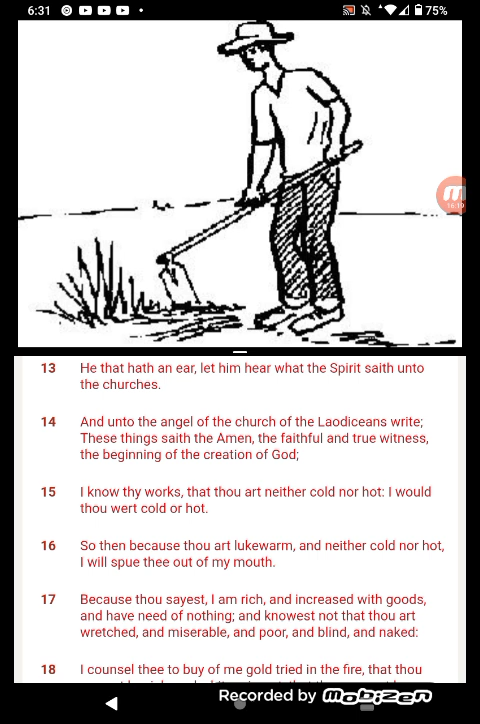 6:31 75%
16:19
13 He that hath an ear, let him hear what the Spirit saith unto
the churches.
14 And unto the angel of the church of the Laodiceans write;
These things saith the Amen, the faithful and true witness,
the beginning of the creation of God;
15 I know thy works, that thou art neither cold nor hot: I would
thou wert cold or hot.
16 So then because thou art lukewarm, and neither cold nor hot,
I will spue thee out of my mouth.
17 Because thou sayest, I am rich, and increased with goods,
and have need of nothing; and knowest not that thou art
wretched, and miserable, and poor, and blind, and naked:
18 I counsel thee to buy of me gold tried in the fire, that thou
Recorded by Mobizen